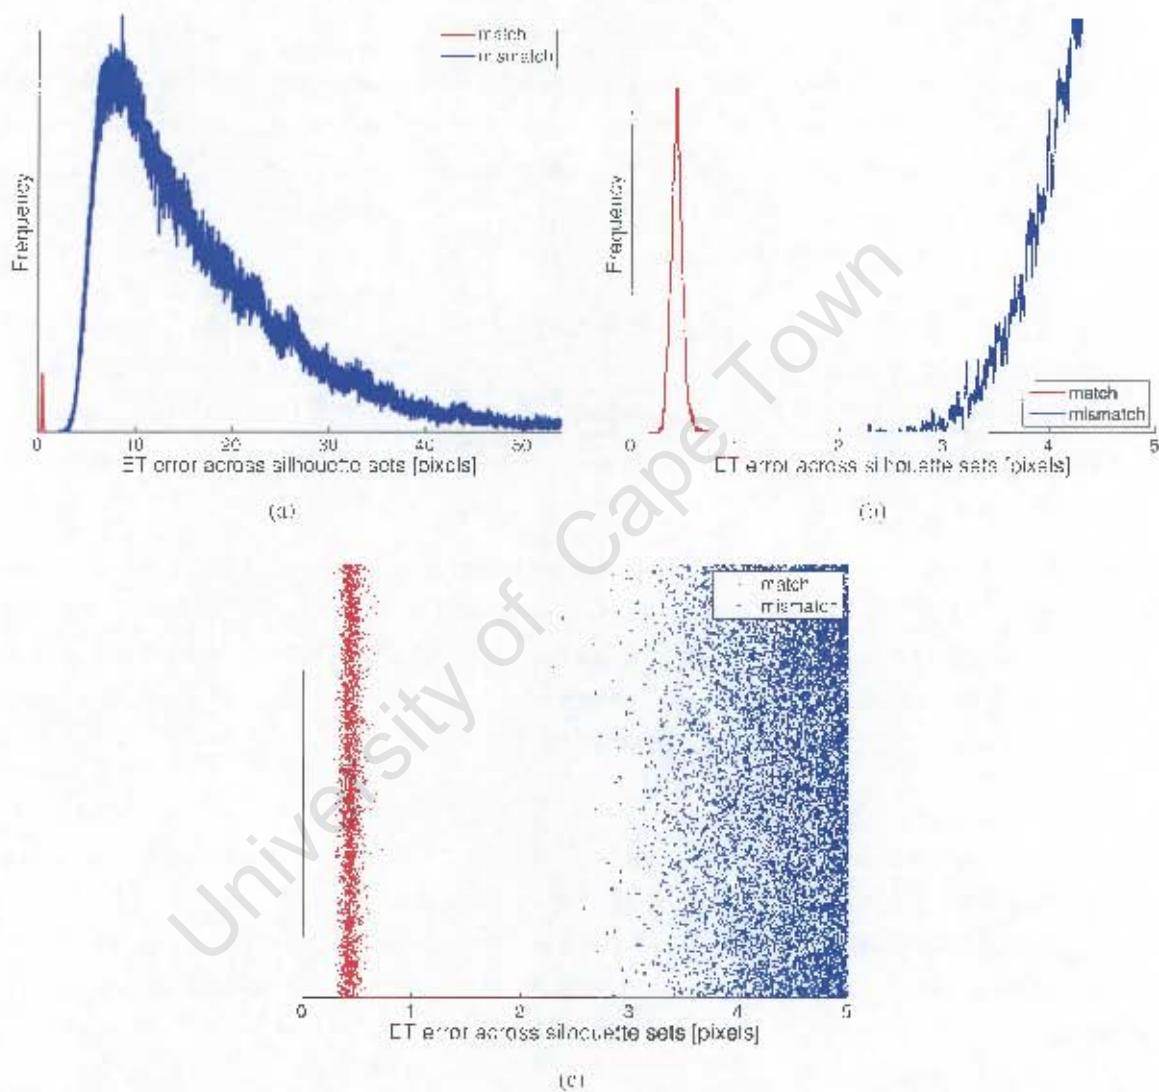 match
mismatch
Frequency
0 10 20 30 40 50
ET error across silhouette sets [pixels]
(a)
Frequency
match
mismatch
0 1 2 3 4 5
ET error across silhouette sets [pixels]
(b)
match
mismatch
0 1 2 3 4 5
ET error across silhouette sets [pixels]
(c)
University of Cape Town